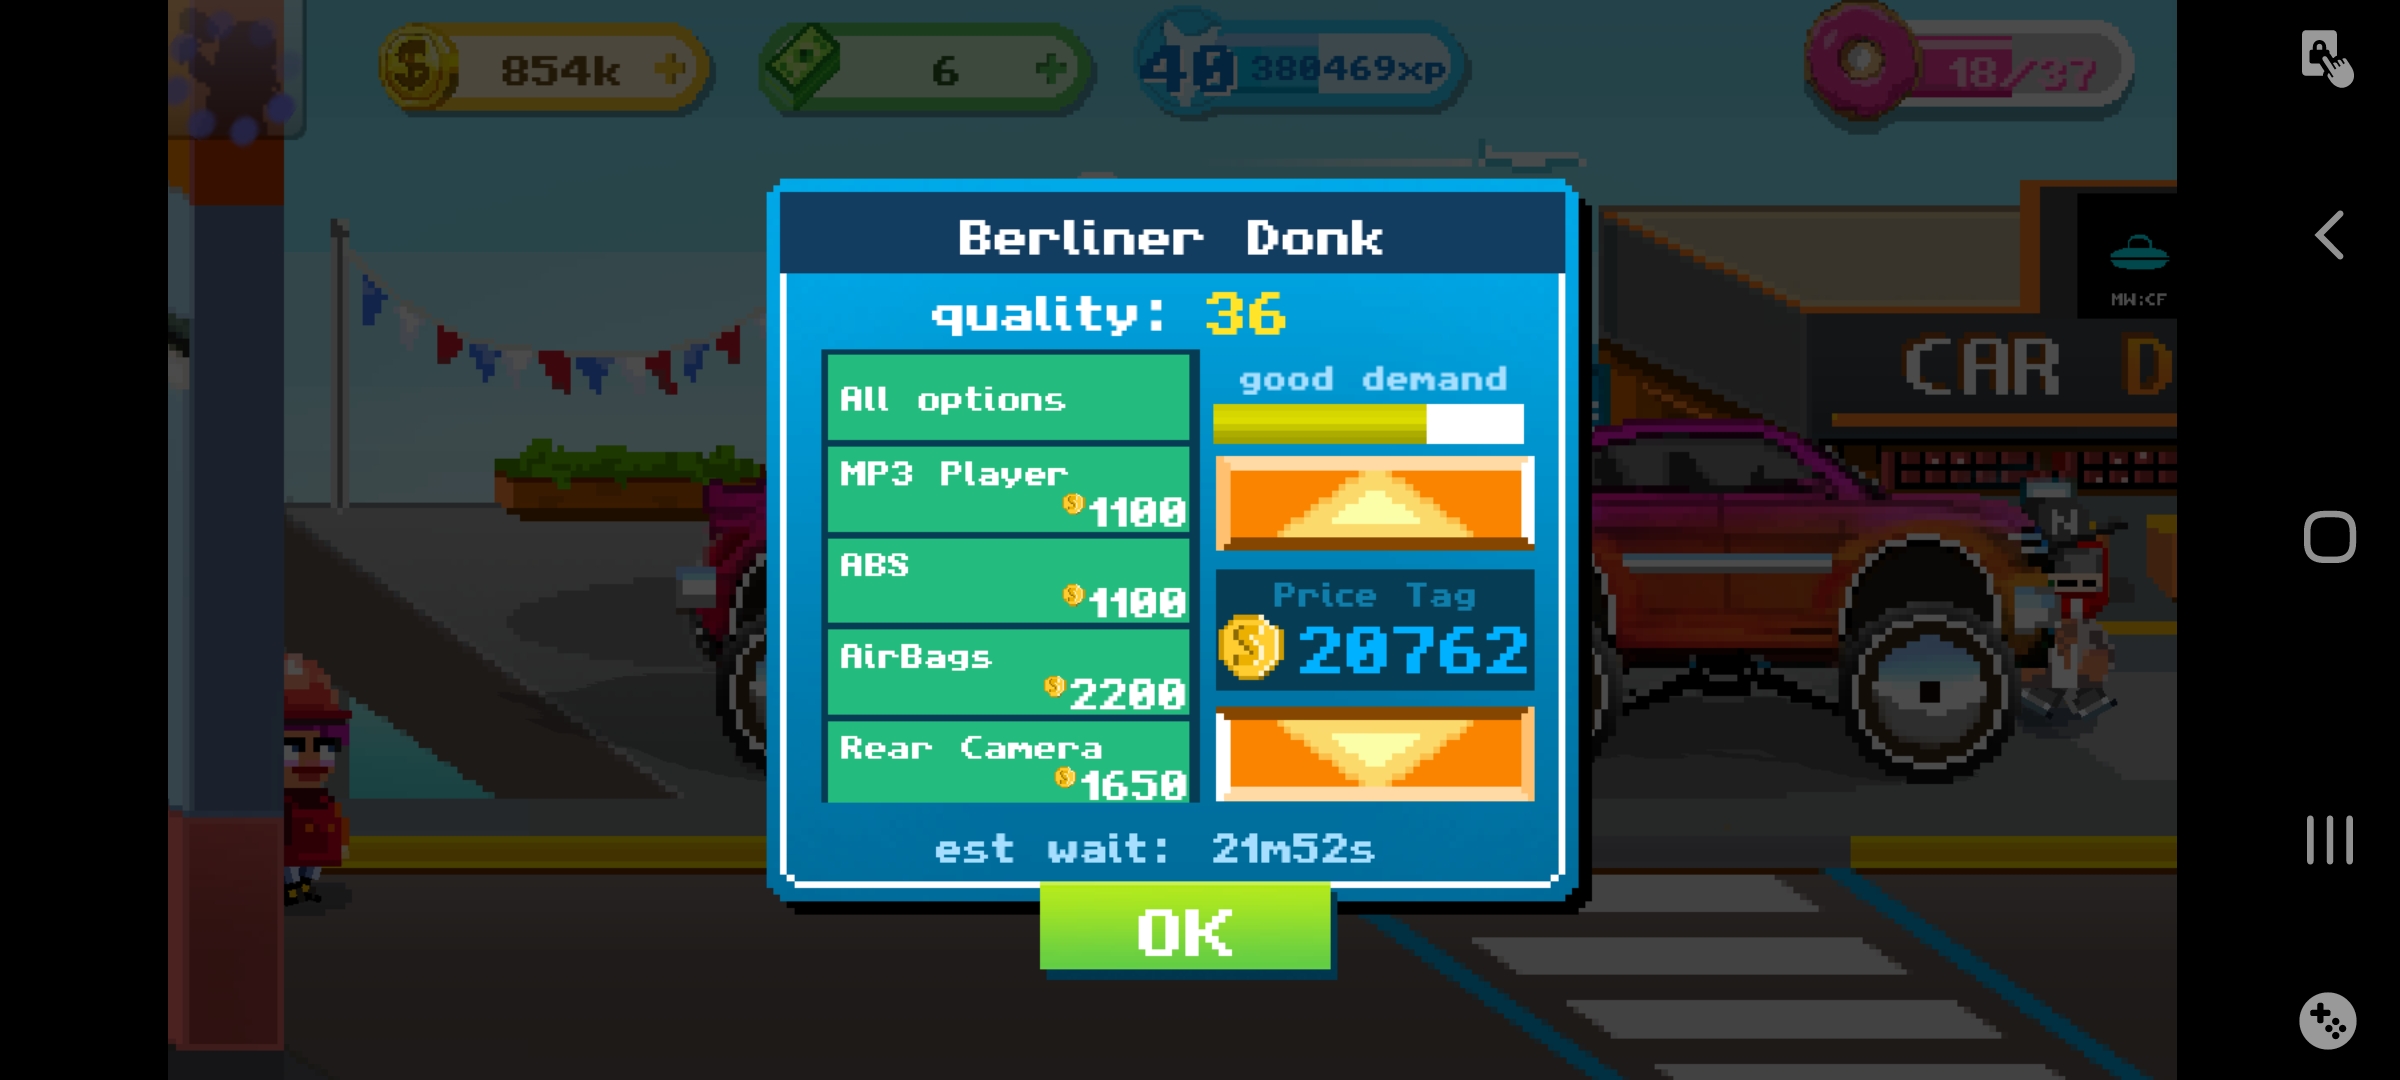 854k
6
40 380469xp
18/37
Berliner Donk
quality: 36
All options
MP3 Player
1100
ABS
1100
AirBags
2200
Rear Camera
1650
good demand
Price Tag
20762
est wait: 21m52s
OK
MW:CF
CAR D
N